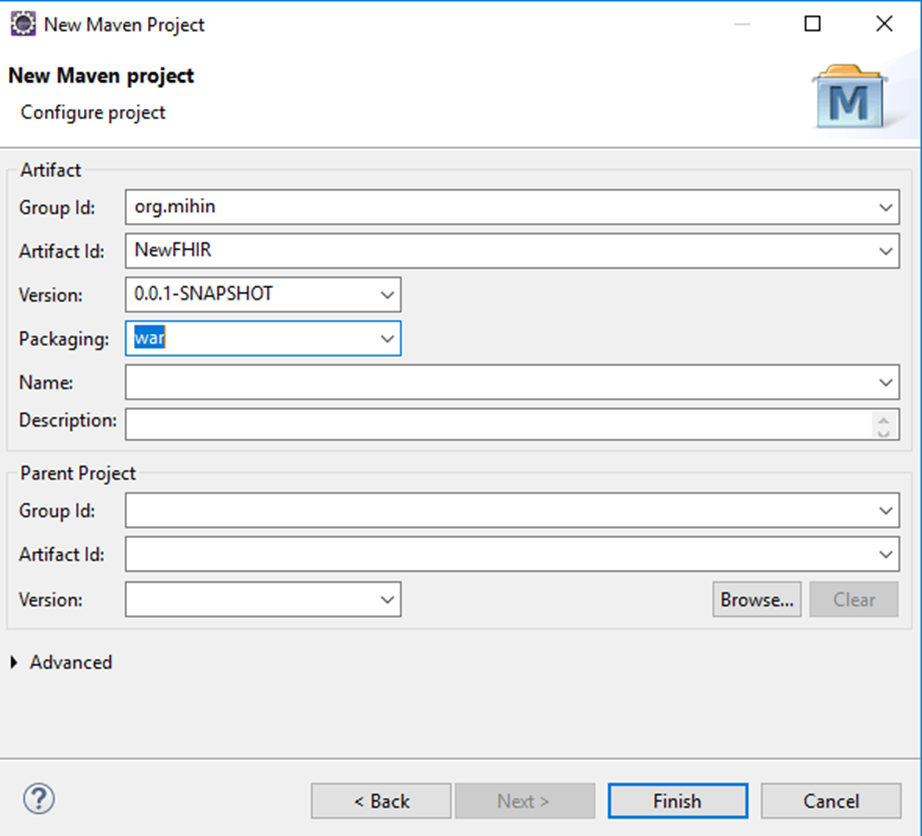 New Maven Project
New Maven project
Configure project
M
Artifact
Group Id: org.mihin
Artifact Id: NewFHIR
Version: 0.0.1-SNAPSHOT
Packaging: war
Name:
Description:
Parent Project
Group Id:
Artifact Id:
Version: Browse... Clear
Advanced
? < Back Next > Finish Cancel